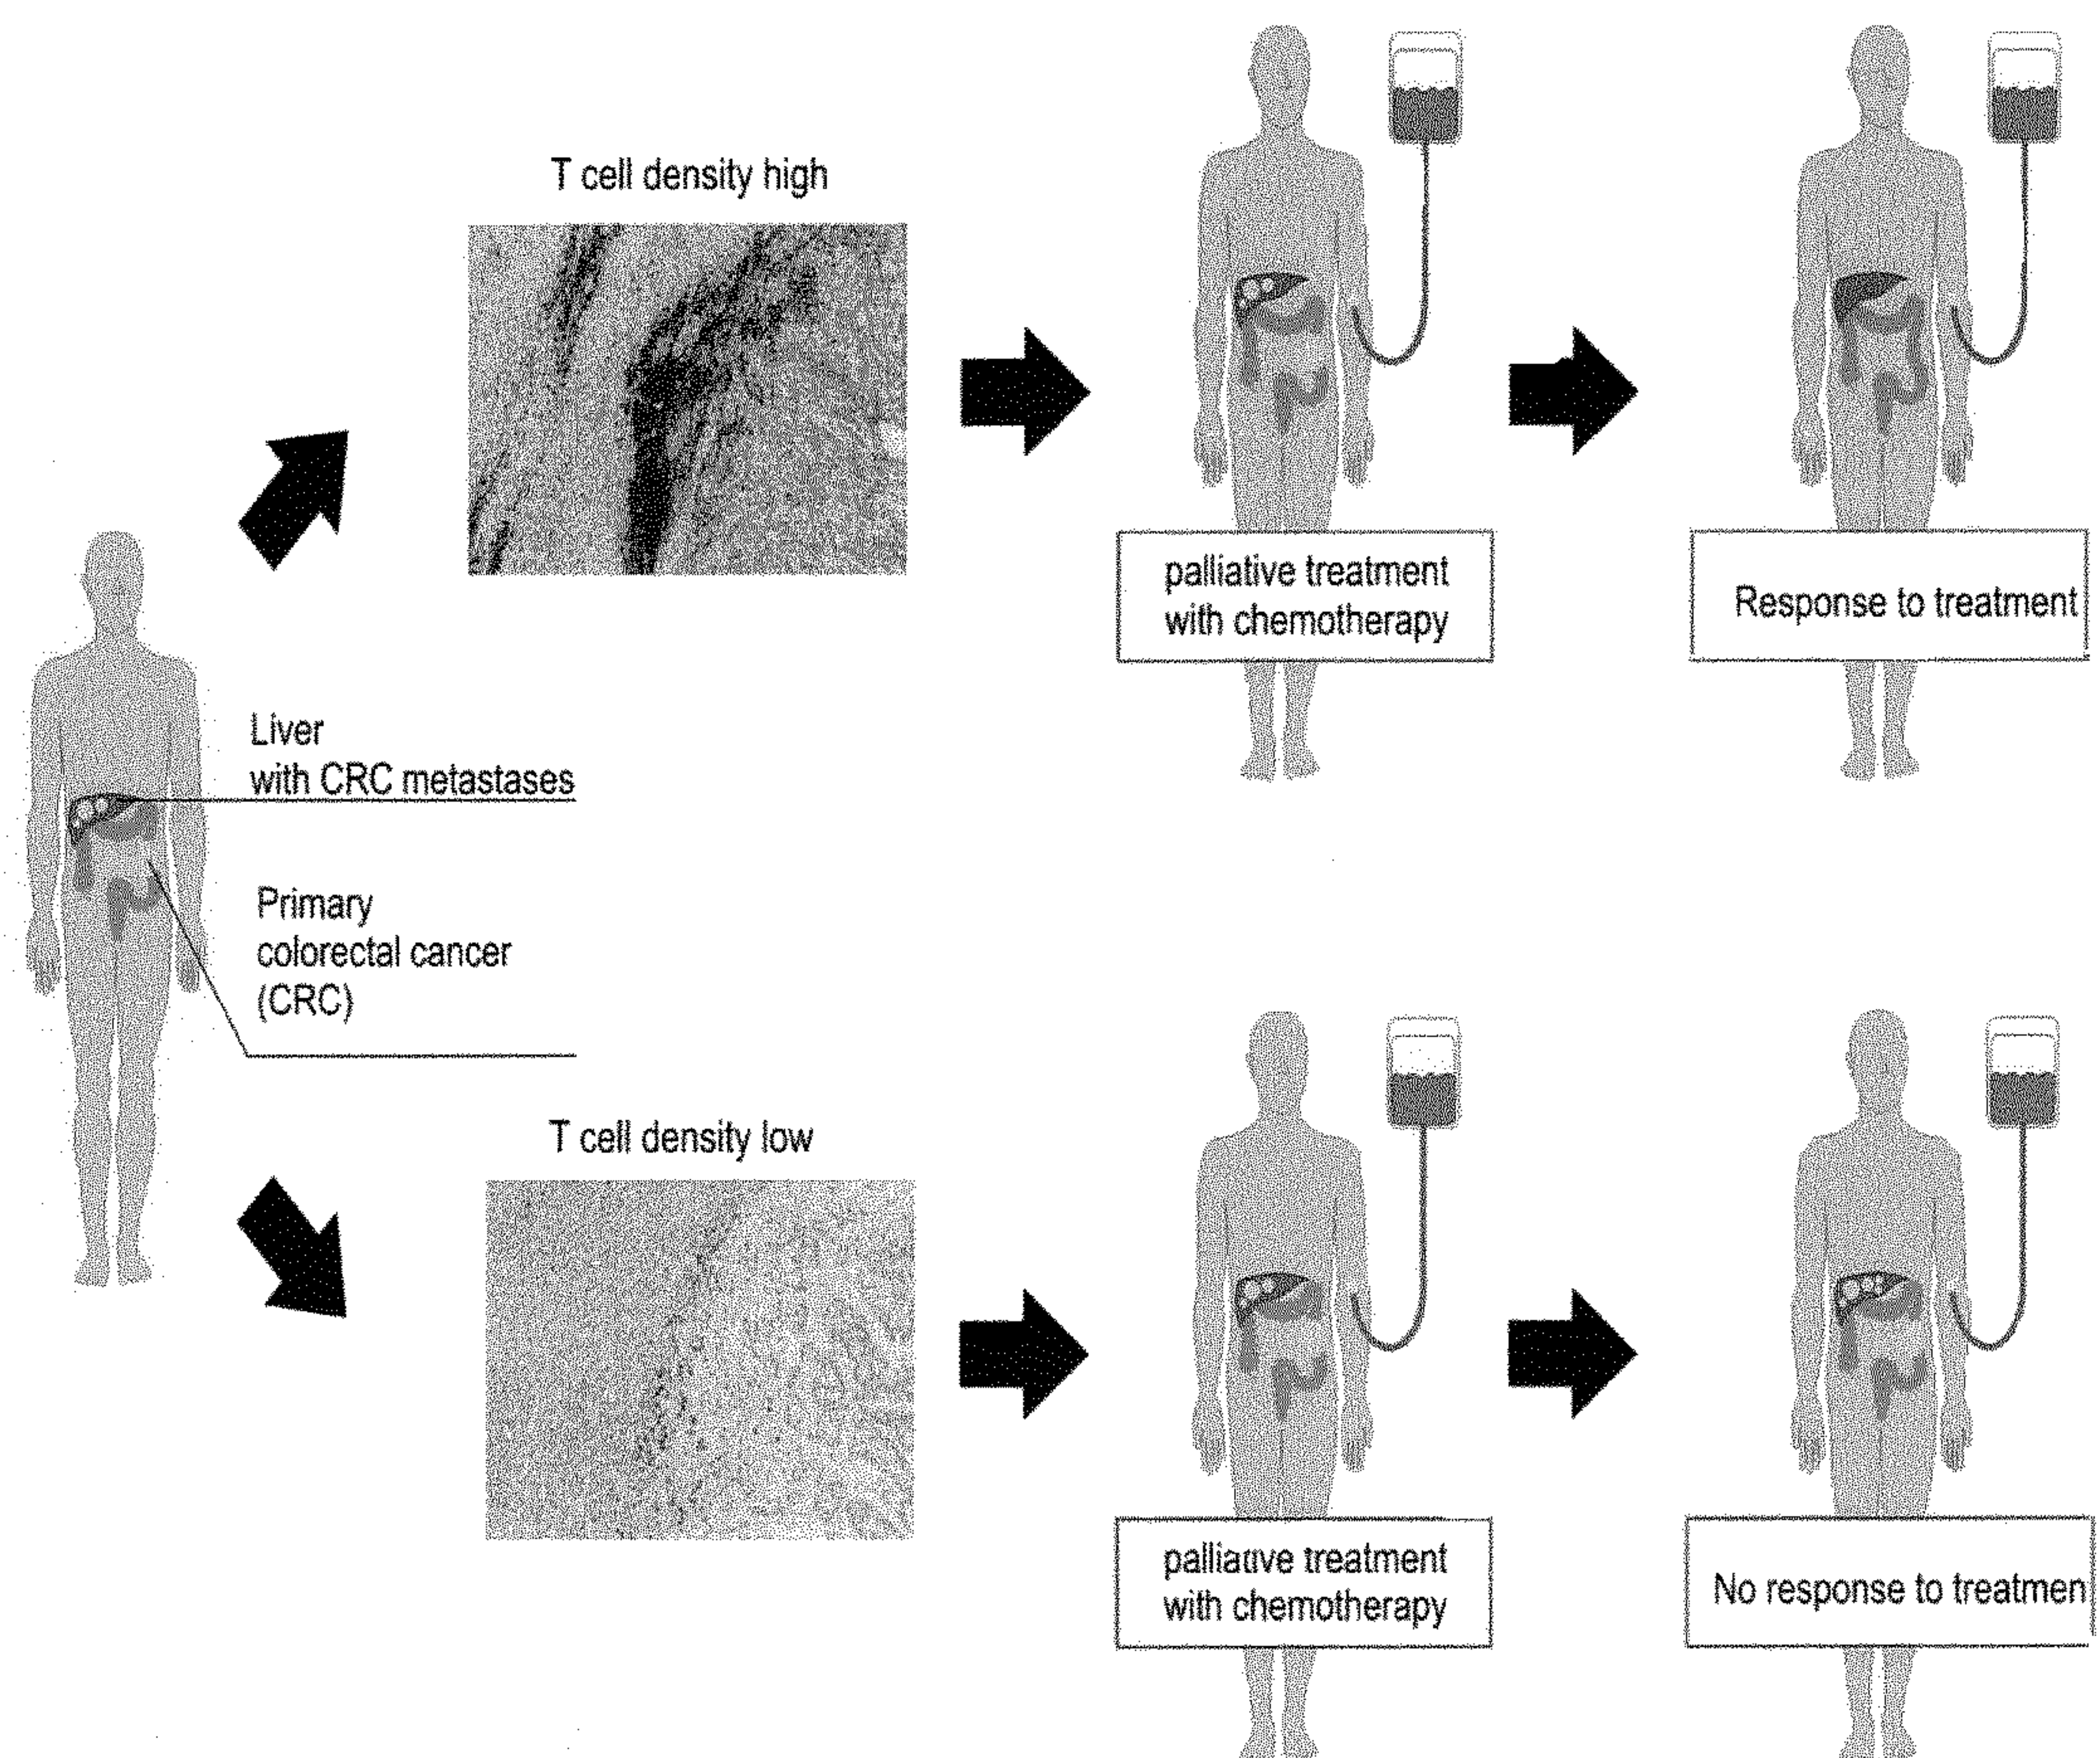 T cell density high
palliative treatment
with chemotherapy
Response to treatment
Liver
with CRC metastases
Primary
colorectal cancer
(CRC)
T cell density low
palliative treatment
with chemotherapy
No response to treatmen